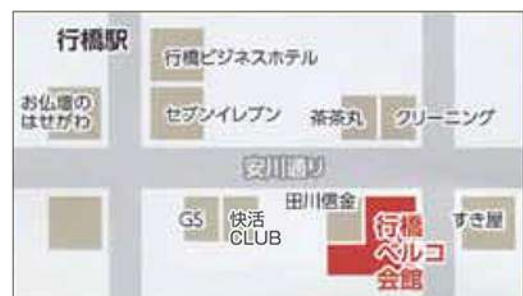 行橋駅
行橋ビジネスホテル
お仏壇の
はせがわ
セブンイレブン
茶茶丸
クリーニング
安川通り
GS
快活
CLUB
田川信金
行橋
ベルコ
会館
すき屋